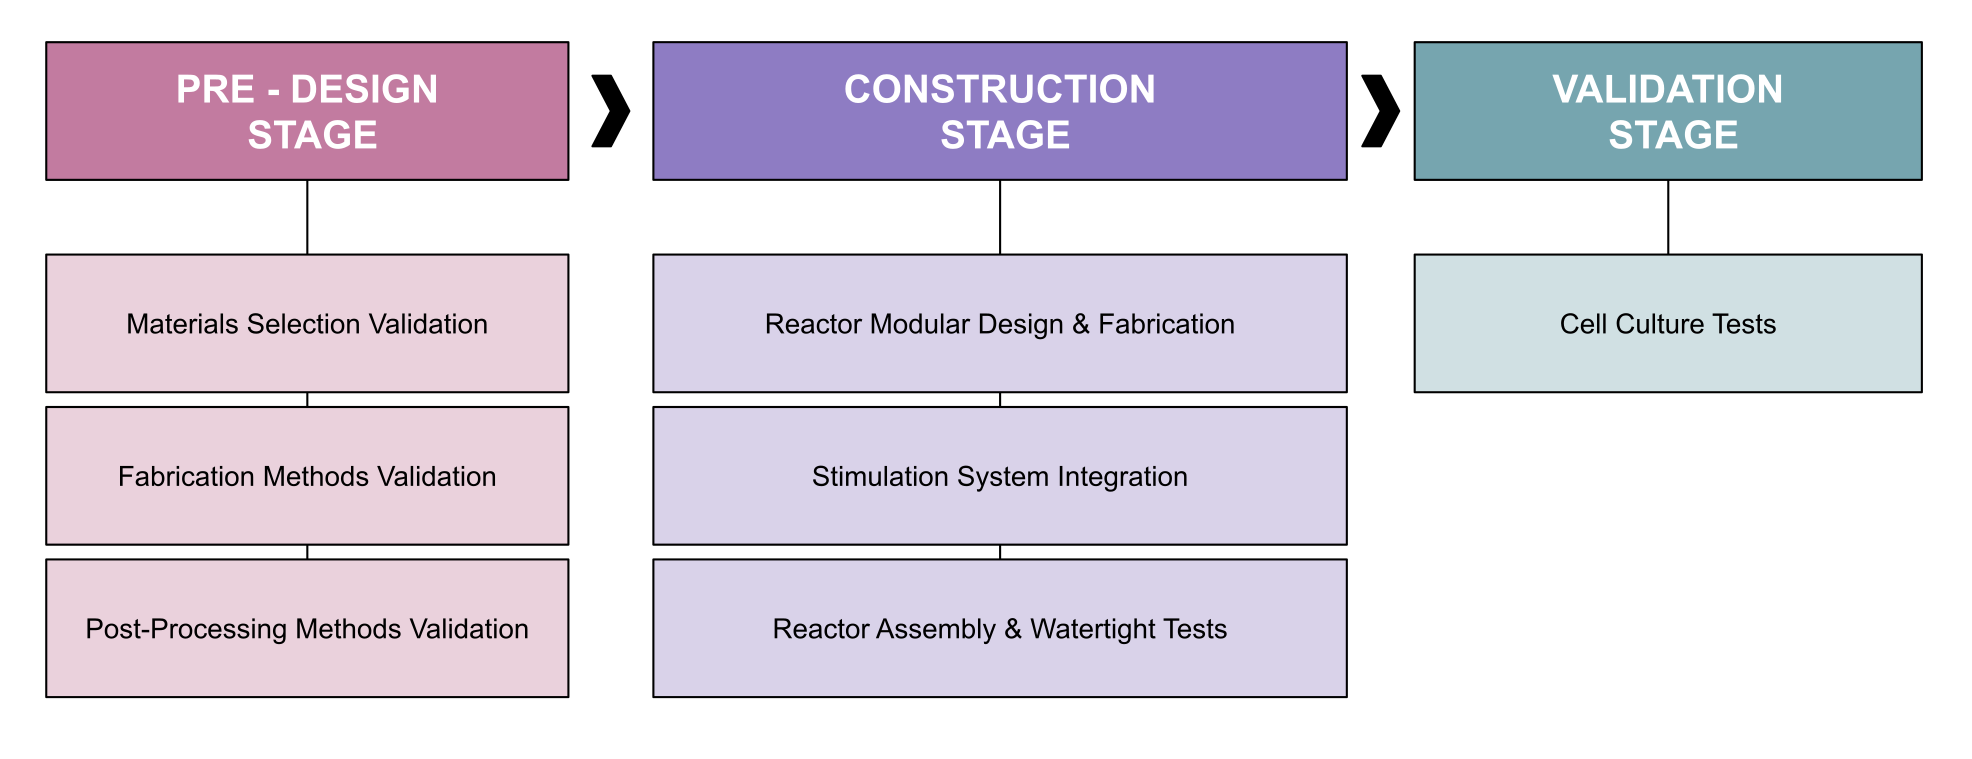 PRE - DESIGN
STAGE
Materials Selection Validation
Fabrication Methods Validation
Post-Processing Methods Validation
CONSTRUCTION
STAGE
Reactor Modular Design & Fabrication
Stimulation System Integration
Reactor Assembly & Watertight Tests
VALIDATION
STAGE
Cell Culture Tests